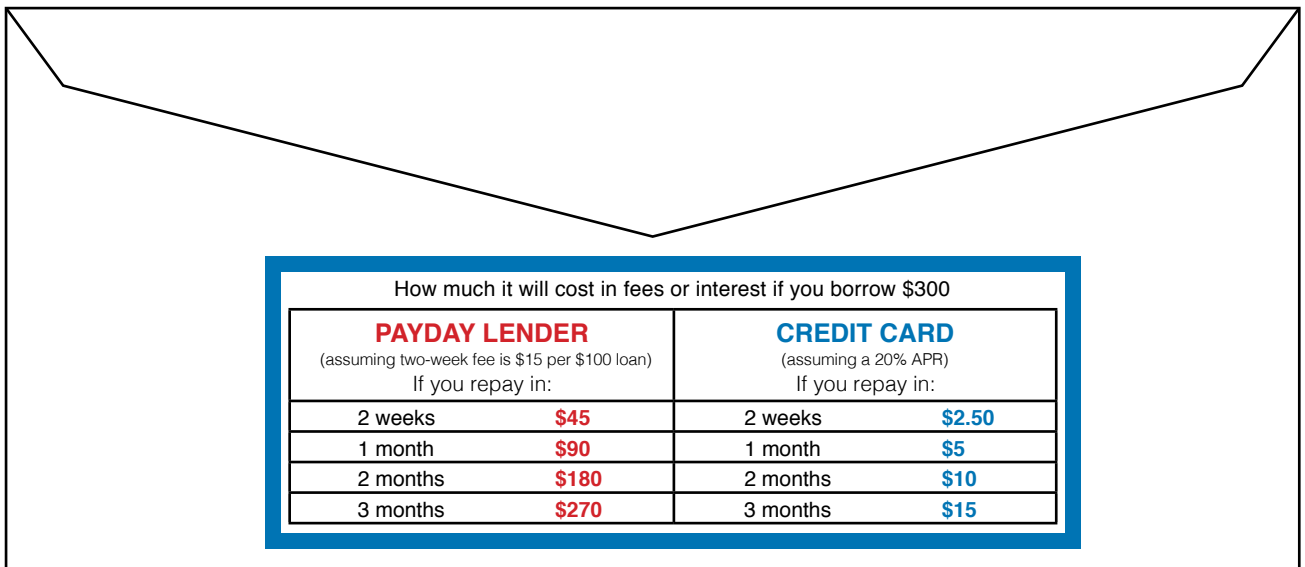 How much it will cost in fees or interest if you borrow $300
PAYDAY LENDER
(assuming two-week fee is $15 per $100 loan)
If you repay in:
CREDIT CARD
(assuming a 20% APR)
If you repay in:
2 weeks $45 2 weeks $2.50
1 month $90 1 month $5
2 months $180 2 months $10
3 months $270 3 months $15